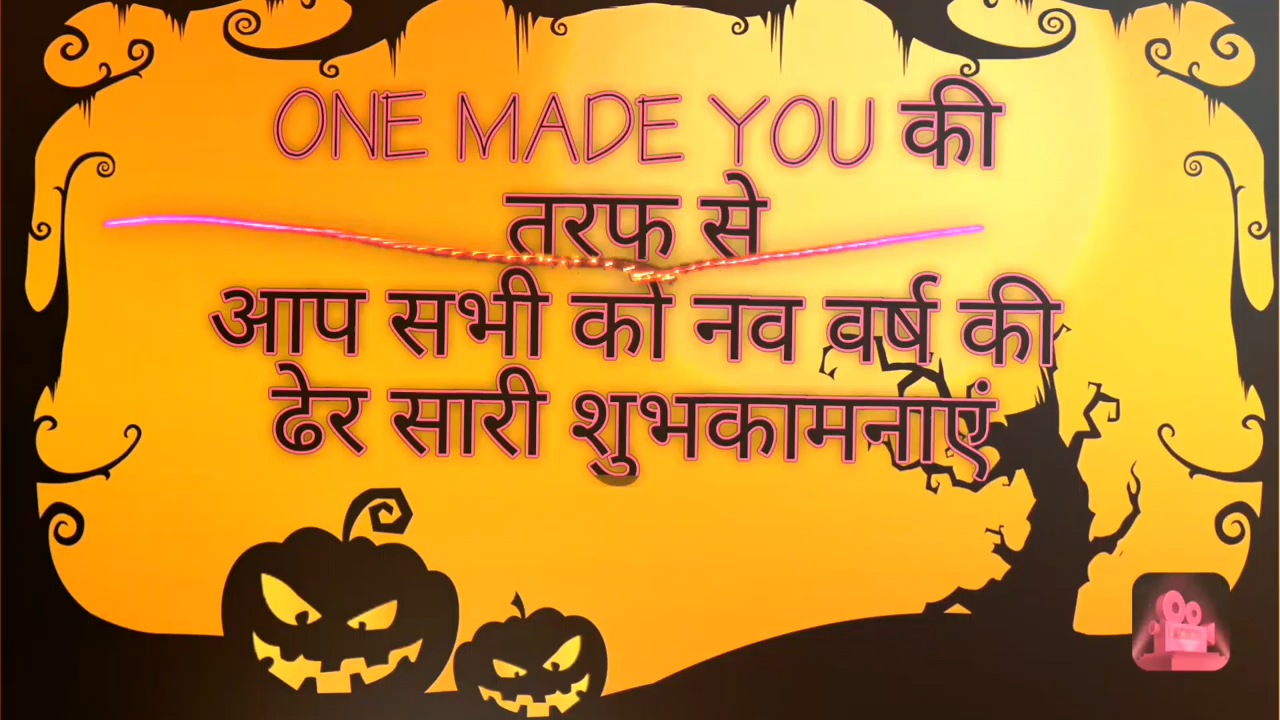 ONE MADE YOU की
तरफ से
आप सभी को नव वर्ष की
ढेर सारी शुभकामनाएं